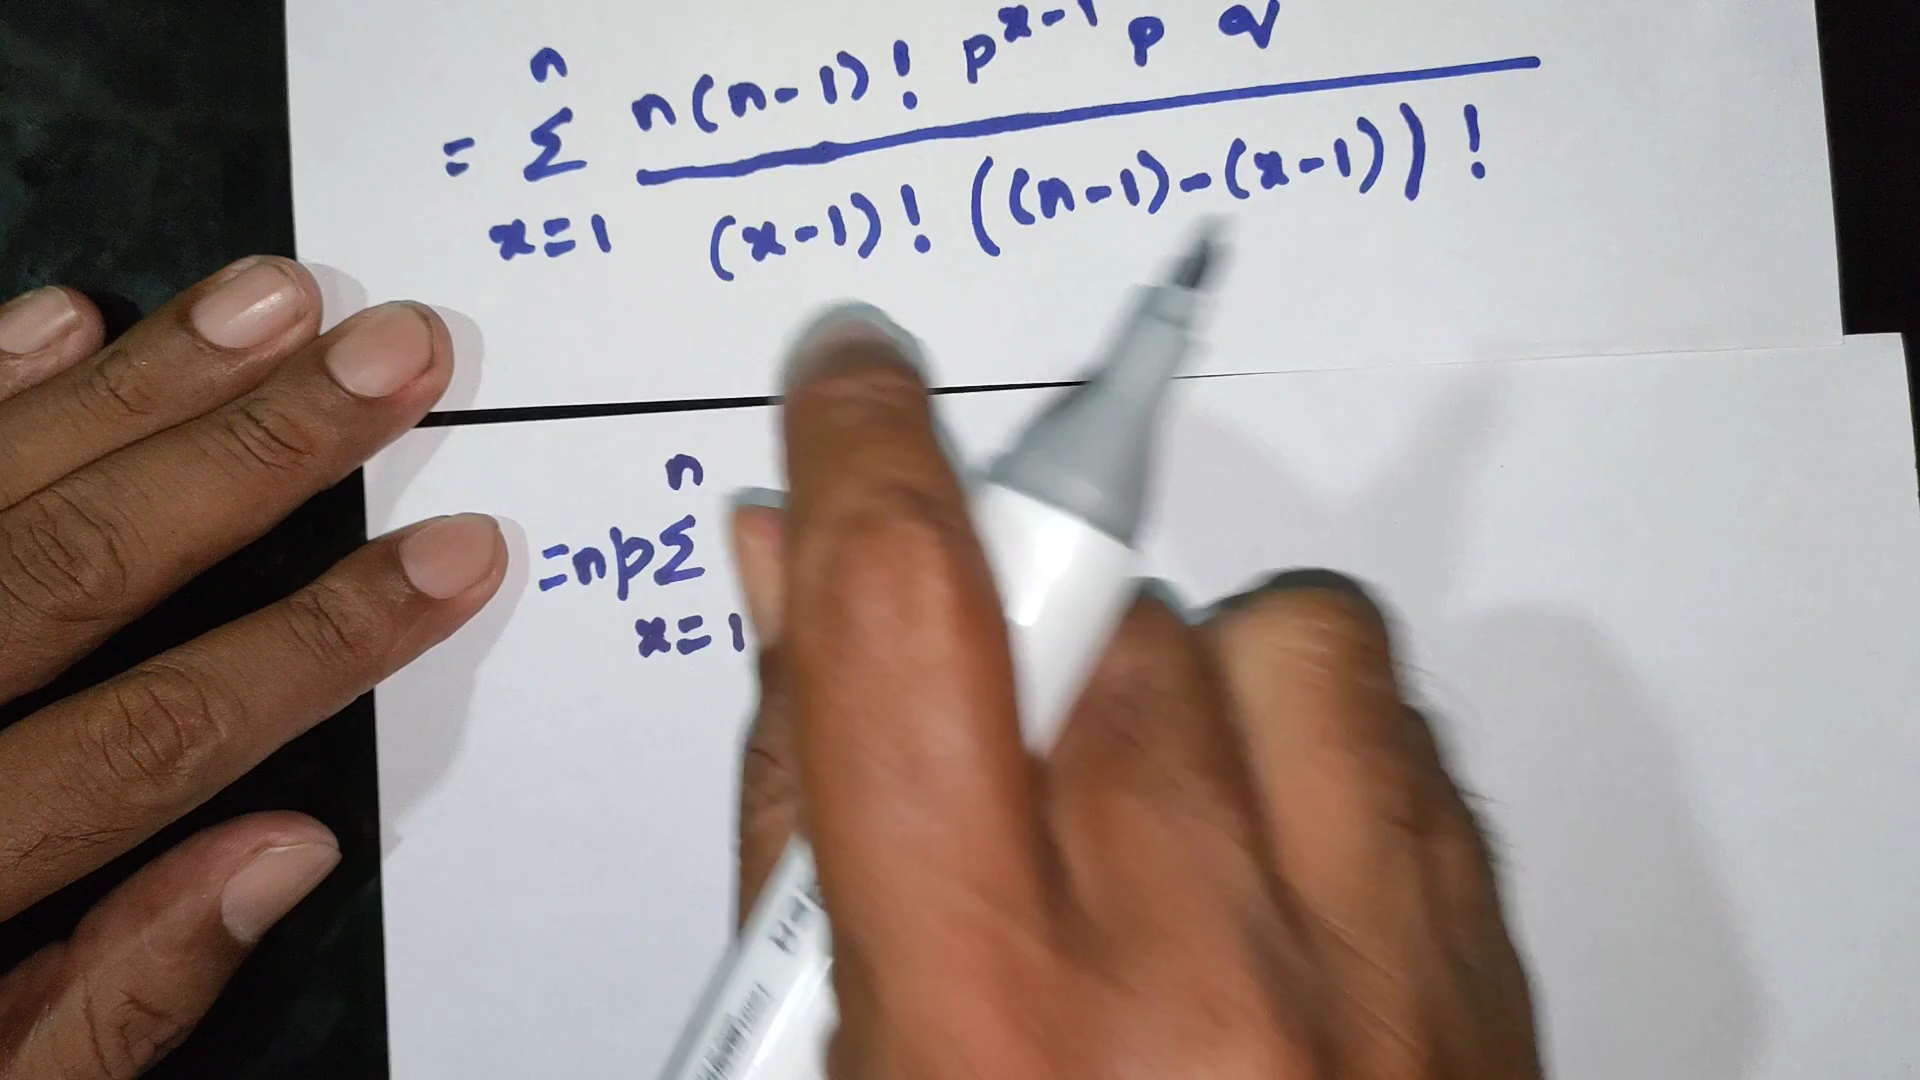 n
= Σ n(n-1)! p^x-1 p q
x=1 (x-1)! ((n-1)-(x-1))!
n
=np Σ
x=1